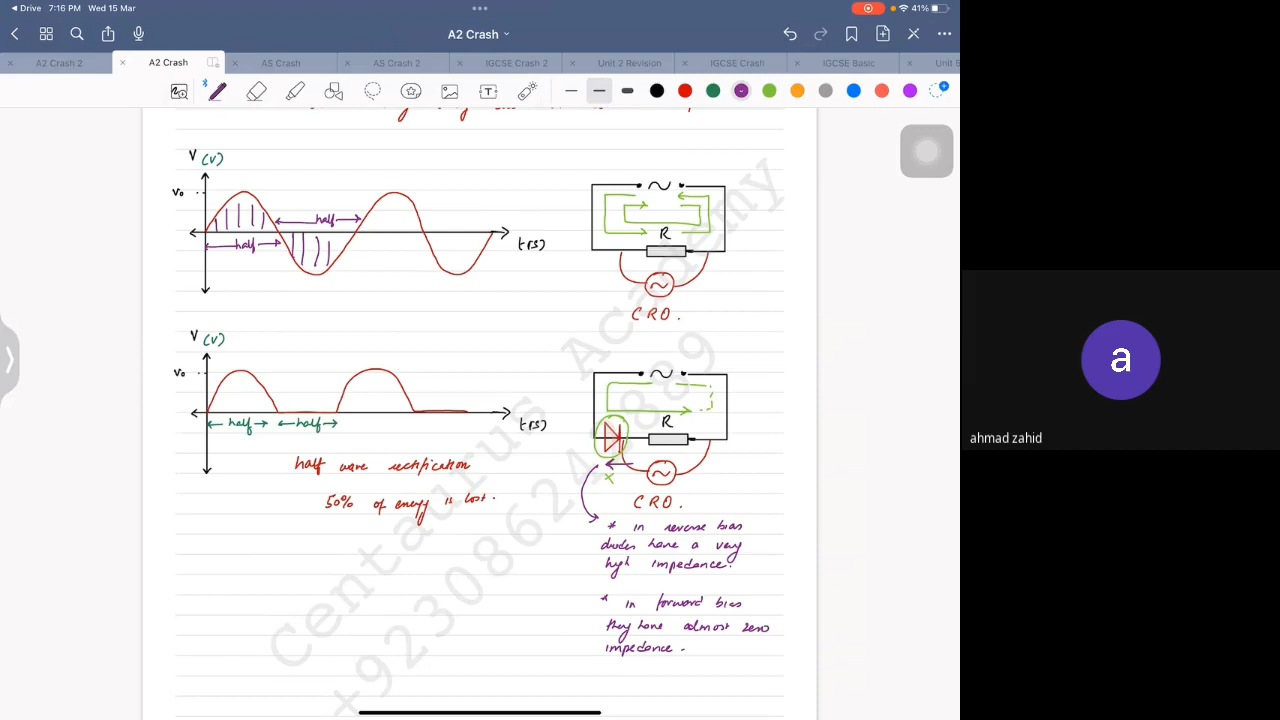 Drive 7:16 PM Wed 15 Mar
41%
A2 Crash
A2 Crash 2
A2 Crash
AS Crash
AS Crash 2
IGCSE Crash 2
Unit 2 Revision
IGCSE Crash
IGCSE Basic
Unit 5
V (V)
V₀
half
half
t(s)
R
CRO.
V (V)
V₀
half
half
t(s)
R
half wave rectification
50% of energy is lost.
x
CRO.
* in reverse bias
diodes have a very
high impedance.
* in forward bias
they have almost zero
impedance.
Centaurus Academy
+923086243889
a
ahmad zahid